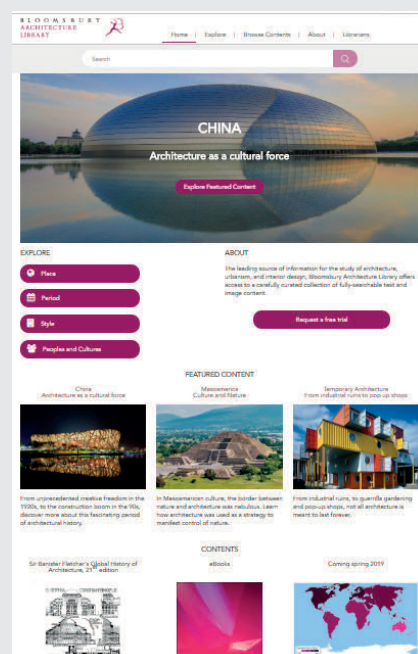 BLOOMSBURY
ARCHITECTURE
LIBRARY
Home | Explore | Browse Contents | About | Librarians
Search
CHINA
Architecture as a cultural force
Explore Featured Content
EXPLORE
Place
Period
Style
Peoples and Cultures
ABOUT
The leading source of information for the study of architecture,
urbanism, and interior design, Bloomsbury Architecture Library offers
access to a carefully curated collection of fully-searchable text and
image content.
Request a free trial
FEATURED CONTENT
China
Architecture as a cultural force
From unprecedented creative freedom in the
1920s, to the construction boom in the 90s,
discover more about this fascinating period
of architectural history.
Mesoamerica
Culture and Nature
In Mesoamerican culture, the border between
nature and architecture was nebulous. Learn
how architecture was used as a strategy to
manifest control of nature.
Temporary Architecture
From industrial ruins to pop up shops
From industrial ruins, to guerrilla gardening
and pop-up shops, not all architecture is
meant to last forever.
CONTENTS
Sir Banister Fletcher's Global History of
Architecture, 21st edition
eBooks
Coming spring 2019